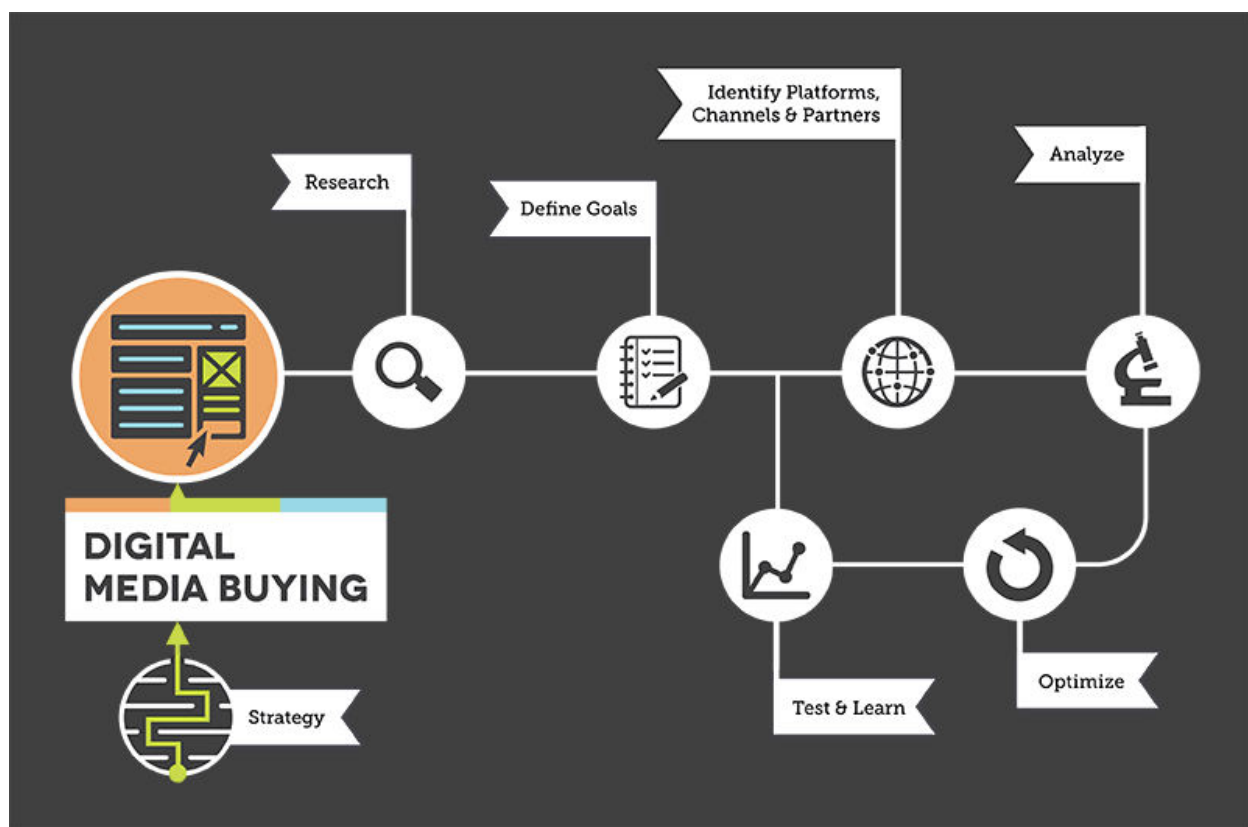 Identify Platforms,
Channels & Partners
Analyze
Research
Define Goals
DIGITAL
MEDIA BUYING
Strategy
Test & Learn
Optimize